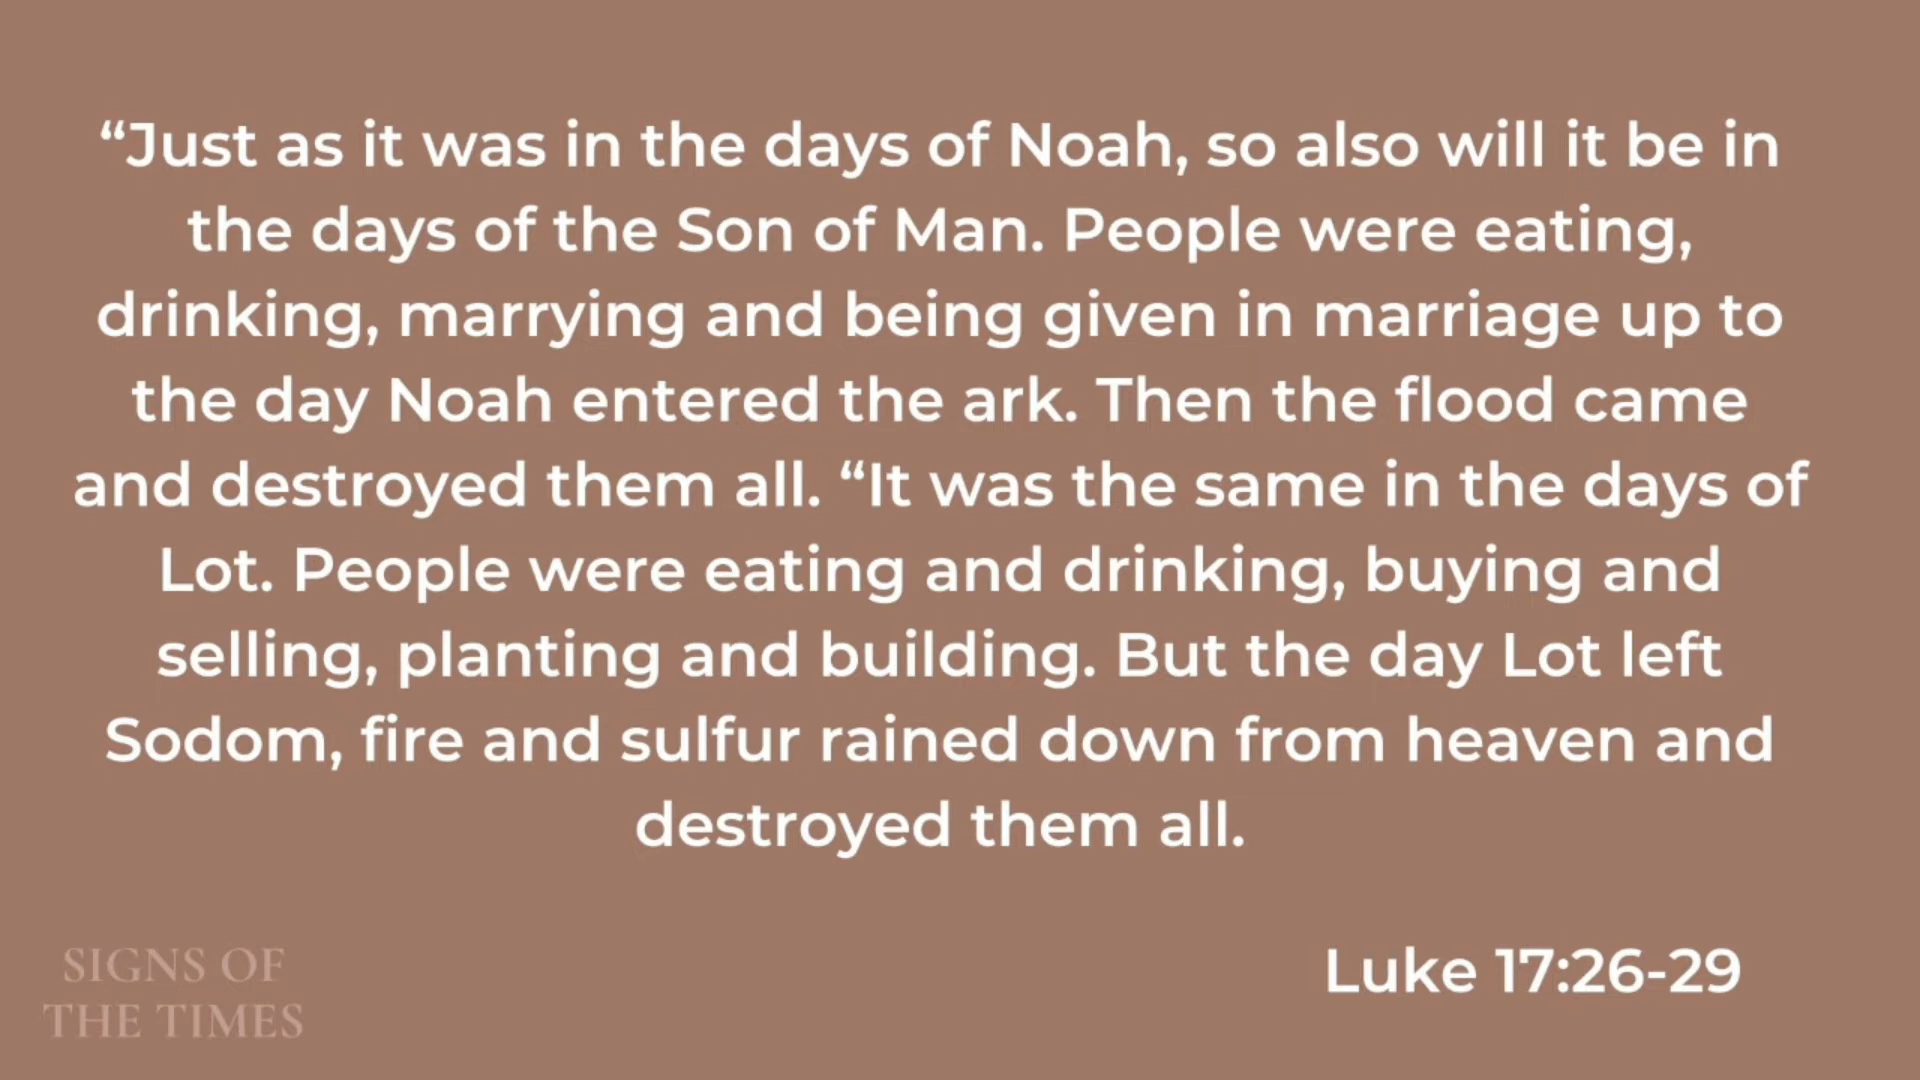 “Just as it was in the days of Noah, so also will it be in
the days of the Son of Man. People were eating,
drinking, marrying and being given in marriage up to
the day Noah entered the ark. Then the flood came
and destroyed them all. “It was the same in the days of
Lot. People were eating and drinking, buying and
selling, planting and building. But the day Lot left
Sodom, fire and sulfur rained down from heaven and
destroyed them all.
Luke 17:26-29
SIGNS OF
THE TIMES